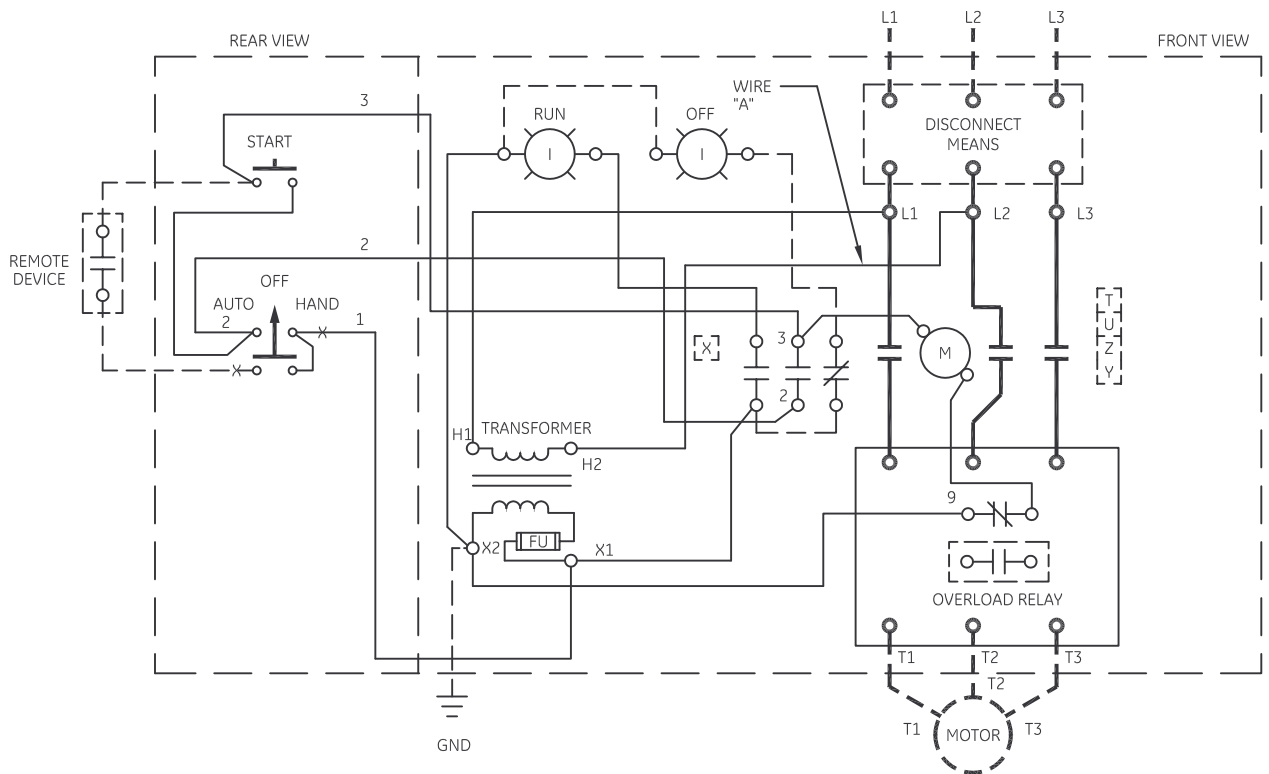 L1
L2
L3
REAR VIEW
FRONT VIEW
WIRE
"A"
3
RUN
OFF
DISCONNECT
MEANS
START
I
I
L1
L2
L3
2
REMOTE
DEVICE
OFF
AUTO
HAND
2
1
X
3
M
T
U
Z
Y
2
H1
TRANSFORMER
H2
9
FU
X2
X1
OVERLOAD RELAY
T1
T2
T3
T2
T1
T3
MOTOR
GND